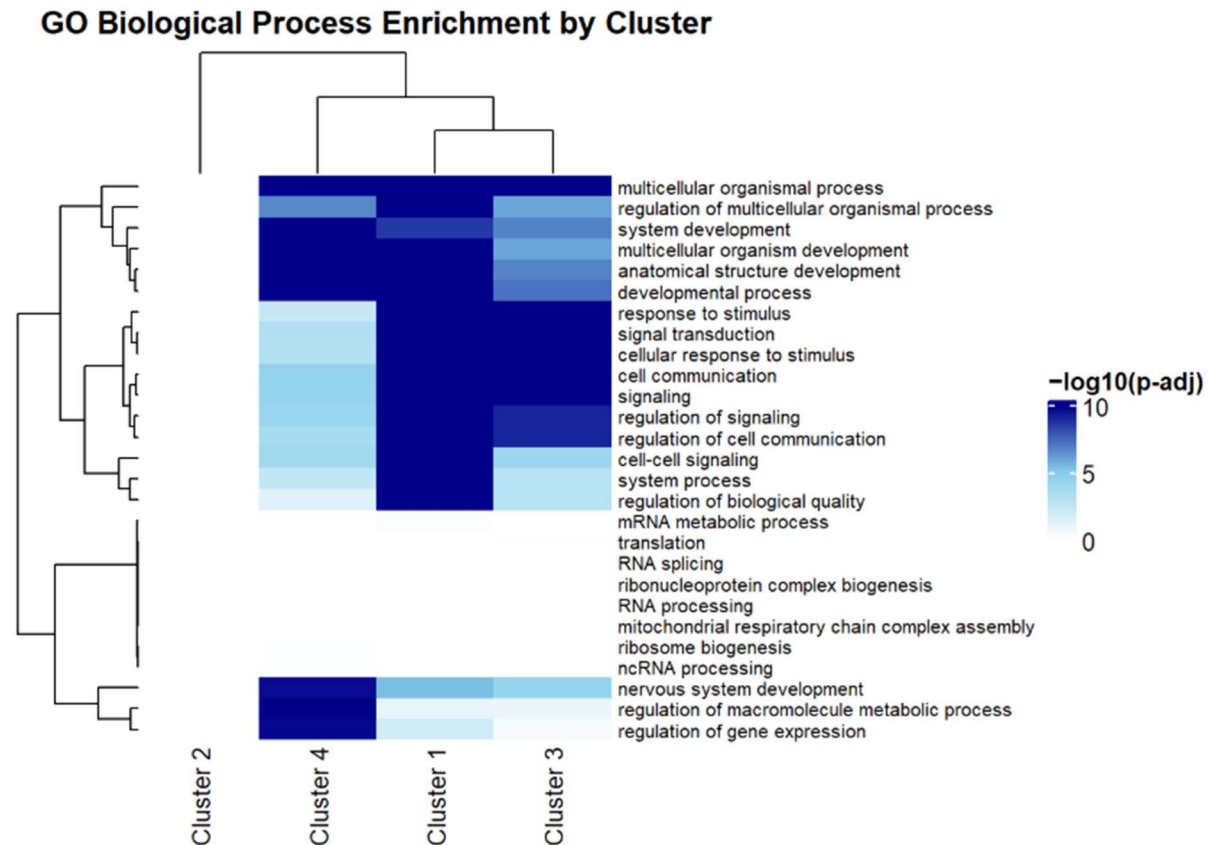 GO Biological Process Enrichment by Cluster
multicellular organismal process
regulation of multicellular organismal process
system development
multicellular organism development
anatomical structure development
developmental process
response to stimulus
signal transduction
cellular response to stimulus
cell communication
signaling
regulation of signaling
regulation of cell communication
cell-cell signaling
system process
regulation of biological quality
mRNA metabolic process
translation
RNA splicing
ribonucleoprotein complex biogenesis
RNA processing
mitochondrial respiratory chain complex assembly
ribosome biogenesis
ncRNA processing
nervous system development
regulation of macromolecule metabolic process
regulation of gene expression
−log10(p-adj)
10
5
0
Cluster 2
Cluster 4
Cluster 1
Cluster 3